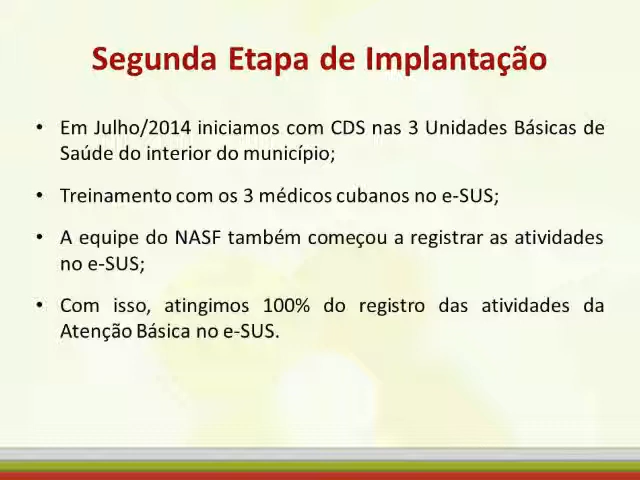 Segunda Etapa de Implantação
• Em Julho/2014 iniciamos com CDS nas 3 Unidades Básicas de
Saúde do interior do município;
• Treinamento com os 3 médicos cubanos no e-SUS;
• A equipe do NASF também começou a registrar as atividades
no e-SUS;
• Com isso, atingimos 100% do registro das atividades da
Atenção Básica no e-SUS.